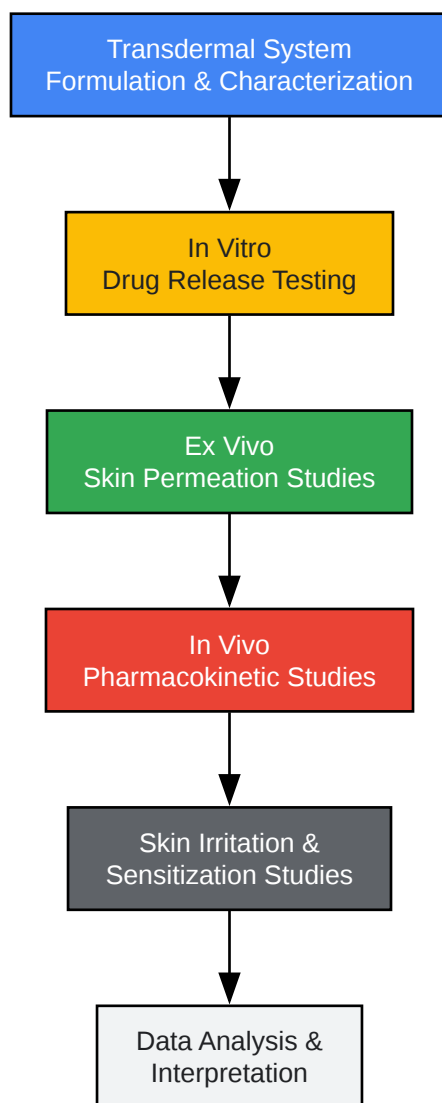 Transdermal System
Formulation & Characterization
In Vitro
Drug Release Testing
Ex Vivo
Skin Permeation Studies
In Vivo
Pharmacokinetic Studies
Skin Irritation &
Sensitization Studies
Data Analysis &
Interpretation